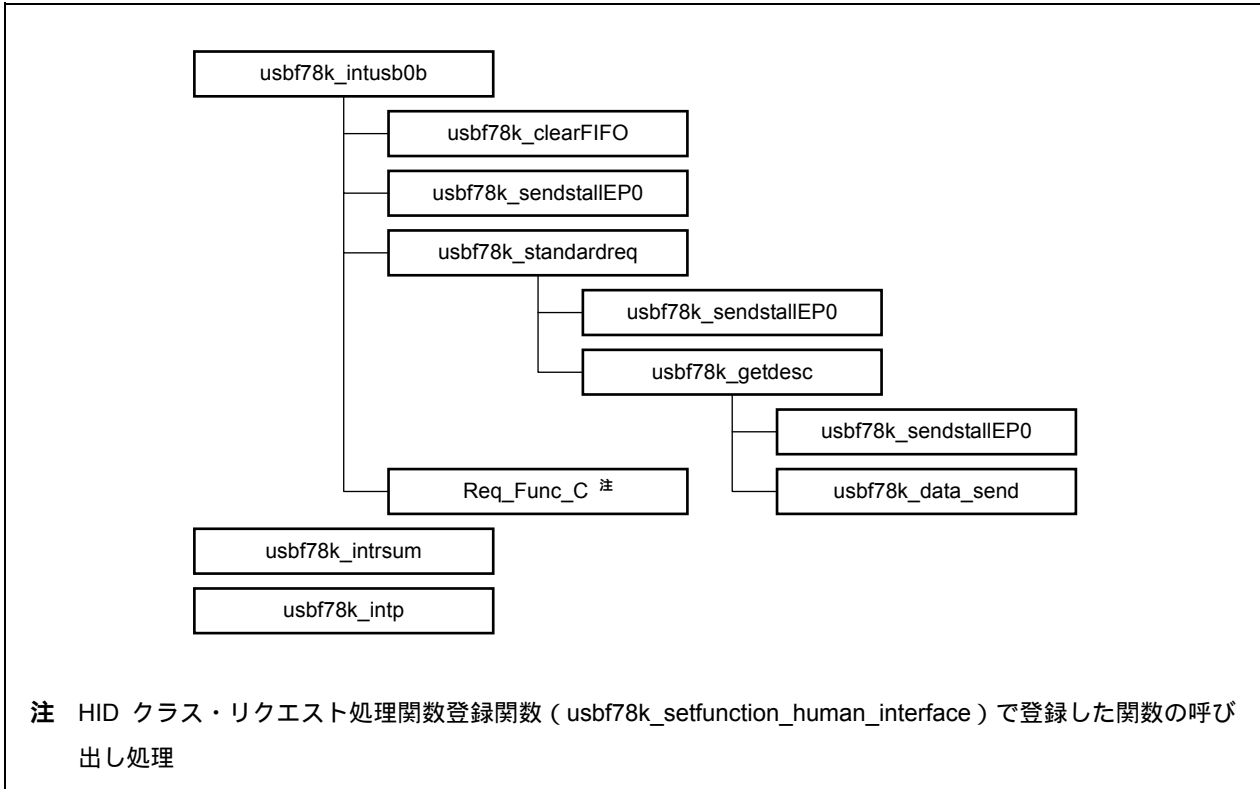 usbf78k_intusb0b
usbf78k_clearFIFO
usbf78k_sendstallEP0
usbf78k_standardreq
usbf78k_sendstallEP0
usbf78k_getdesc
usbf78k_sendstallEP0
Req_Func_C 注
usbf78k_data_send
usbf78k_intrsum
usbf78k_intp
注 HID クラス・リクエスト処理関数登録関数(usbf78k_setfunction_human_interface)で登録した関数の呼び
出し処理